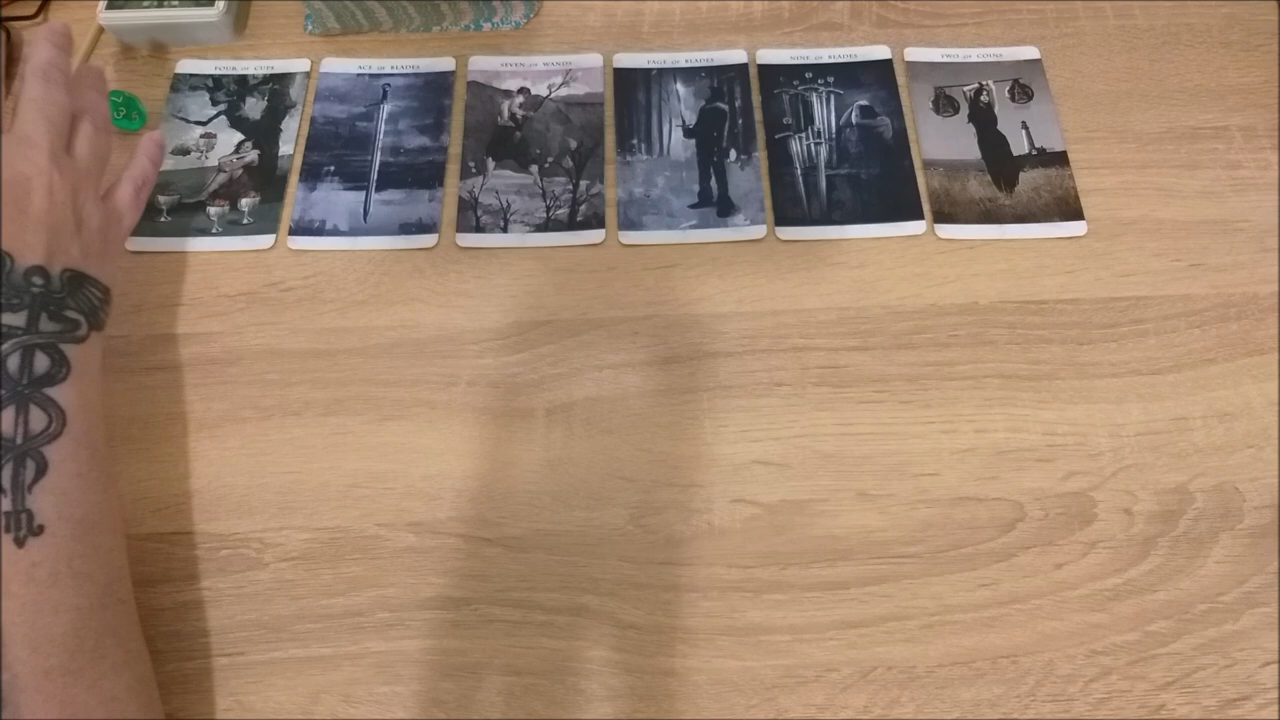 FOUR OF CUPS
ACE OF BLADES
SEVEN OF WANDS
PAGE OF BLADES
NINE OF BLADES
TWO OF COINS